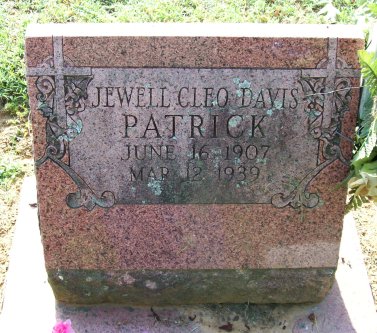 JEWELL CLEO DAVIS
PATRICK
JUNE 16 1907
MAR 12 1939